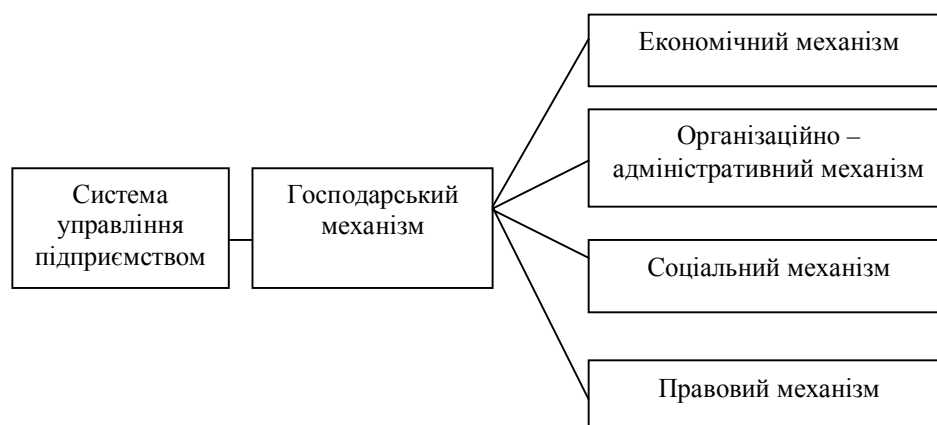 Система
управління
підприємством
Господарський
механізм
Економічний механізм
Організаційно –
адміністративний механізм
Соціальний механізм
Правовий механізм